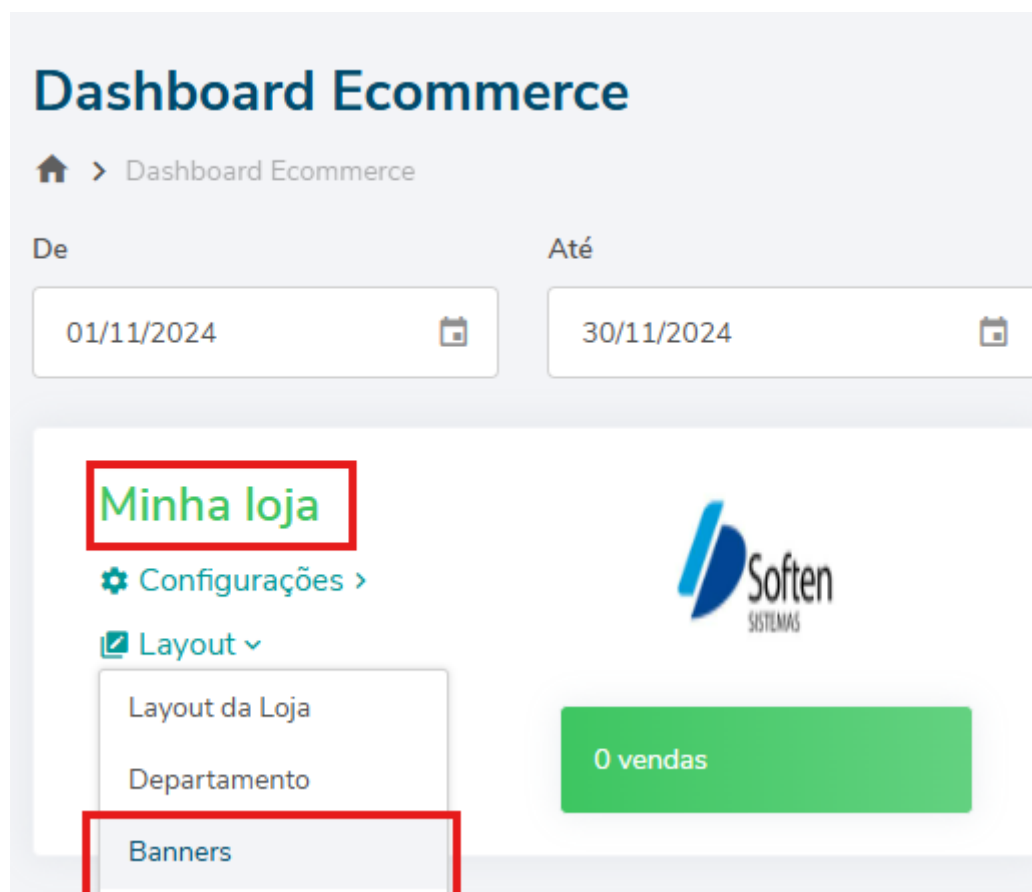 Dashboard Ecommerce
> Dashboard Ecommerce
De
Até
01/11/2024
30/11/2024
Minha loja
Configurações >
Layout
Soften
SISTEMAS
Layout da Loja
Departamento
Banners
0 vendas